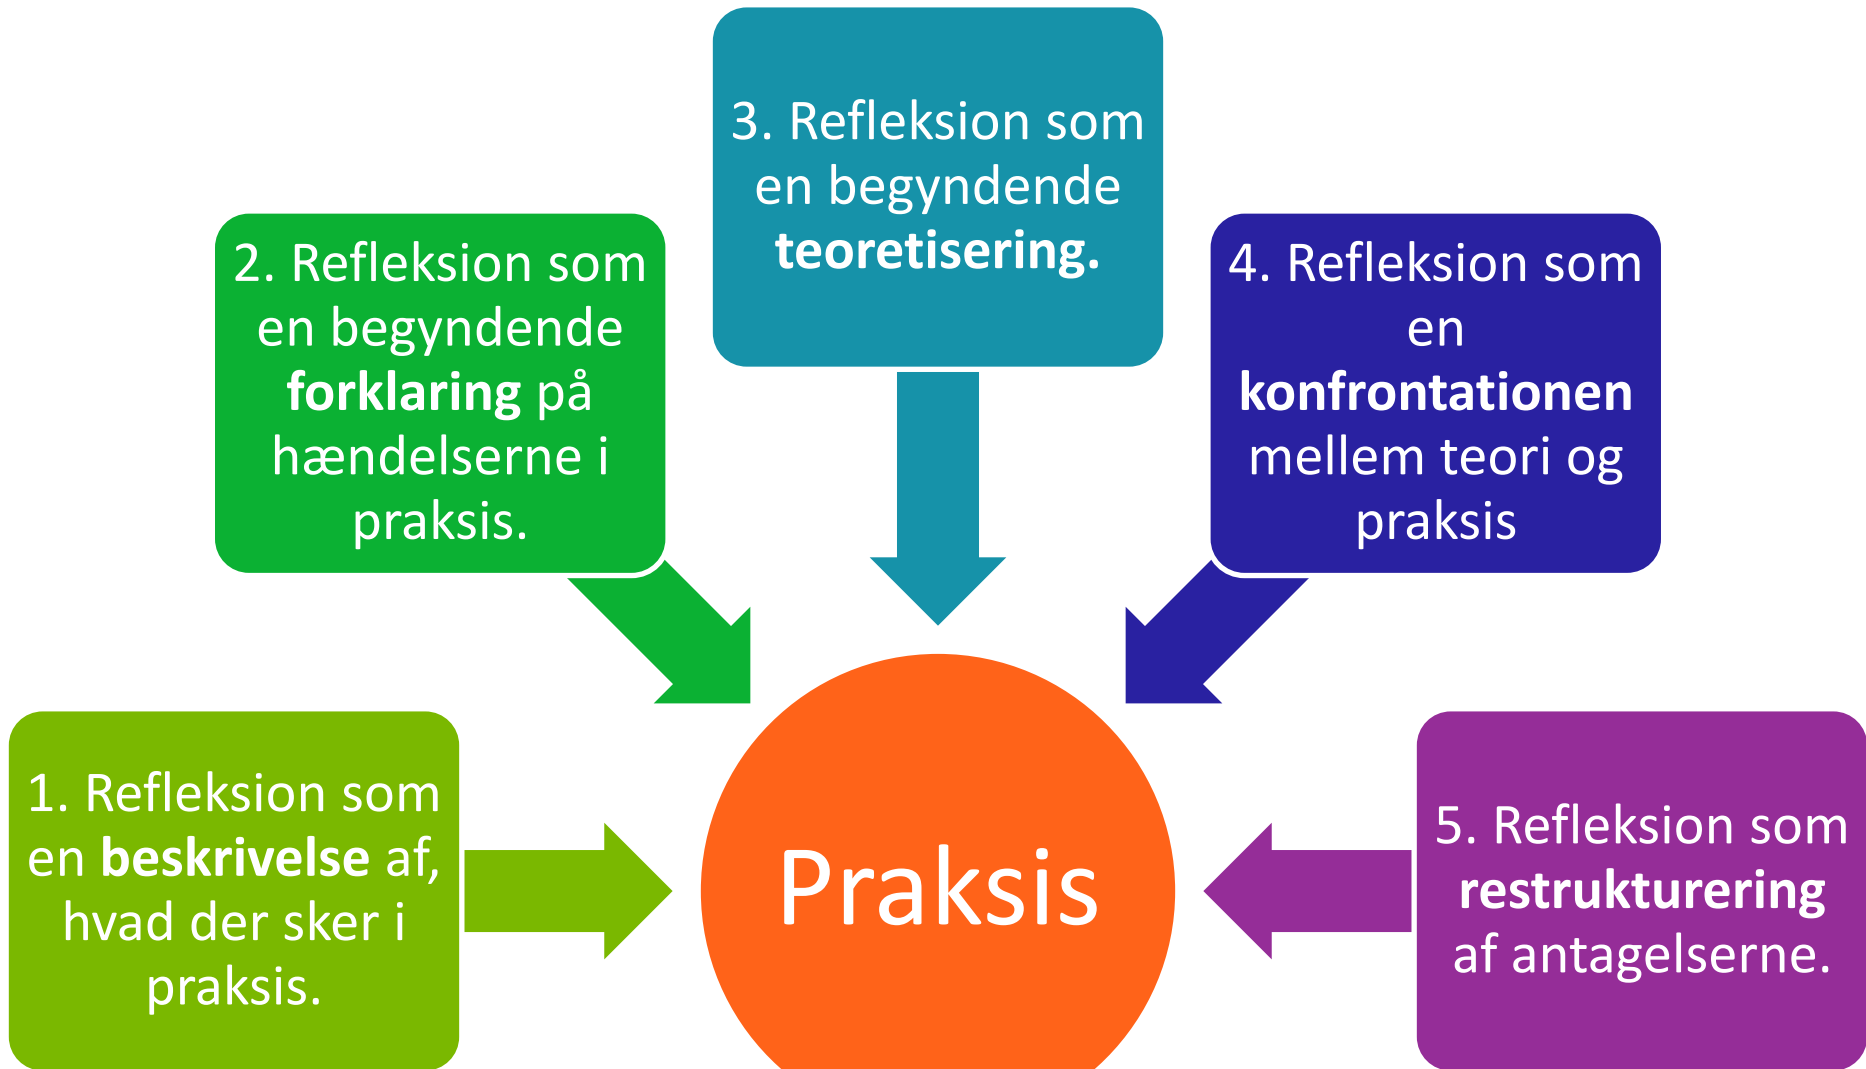 1. Refleksion som
en beskrivelse af,
hvad der sker i
praksis.
2. Refleksion som
en begyndende
forklaring på
hændelserne i
praksis.
3. Refleksion som
en begyndende
teoretisering.
4. Refleksion som
en
konfrontationen
mellem teori og
praksis
5. Refleksion som
restrukturering
af antagelserne.
Praksis